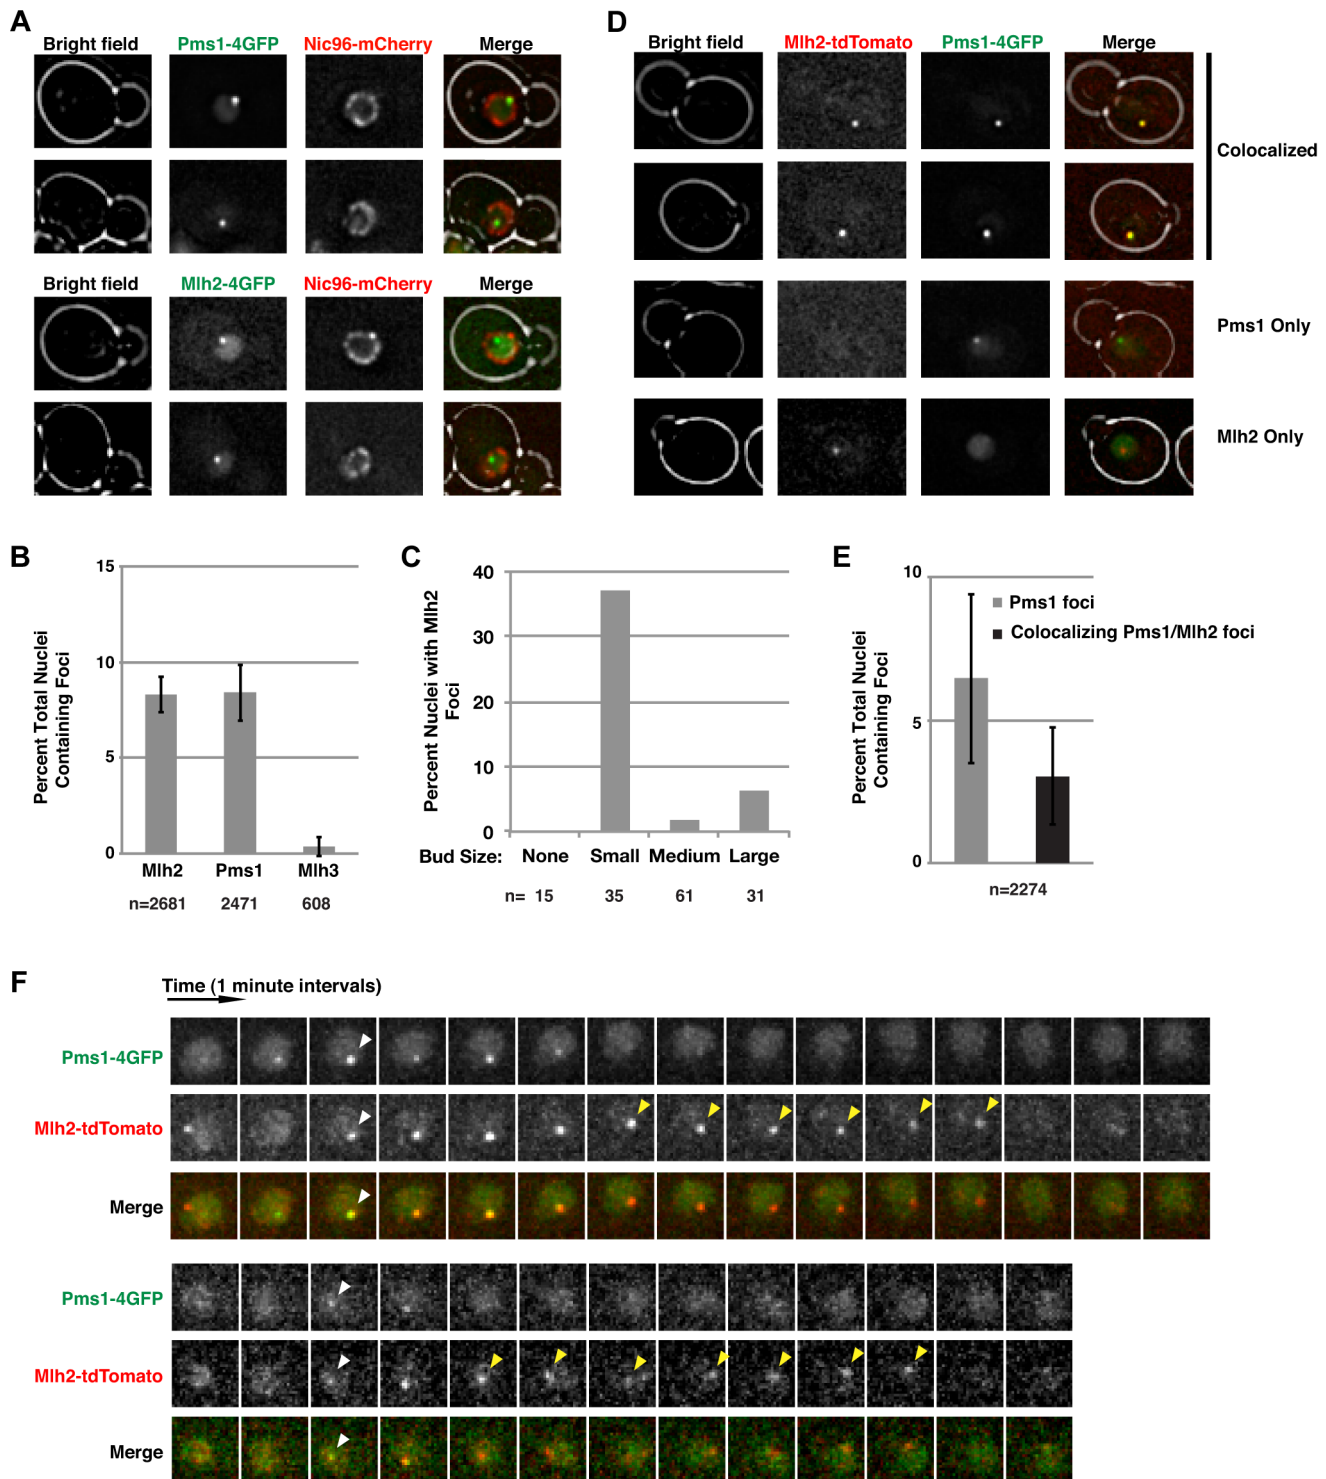 A
Bright field Pms1-4GFP Nic96-mCherry Merge
Bright field Mlh2-4GFP Nic96-mCherry Merge
D
Bright field Mlh2-tdTomato Pms1-4GFP Merge
Colocalized
Pms1 Only
Mlh2 Only
B
Percent Total Nuclei
Containing Foci
15
10
5
0
Mlh2 Pms1 Mlh3
n=2681 2471 608
C
Percent Nuclei with Mlh2
Foci
40
30
20
10
0
Bud Size: None Small Medium Large
n= 15 35 61 31
E
Percent Total Nuclei
Containing Foci
10
5
0
Pms1 foci
Colocalizing Pms1/Mlh2 foci
n=2274
F
Time (1 minute intervals)
Pms1-4GFP
Mlh2-tdTomato
Merge
Pms1-4GFP
Mlh2-tdTomato
Merge